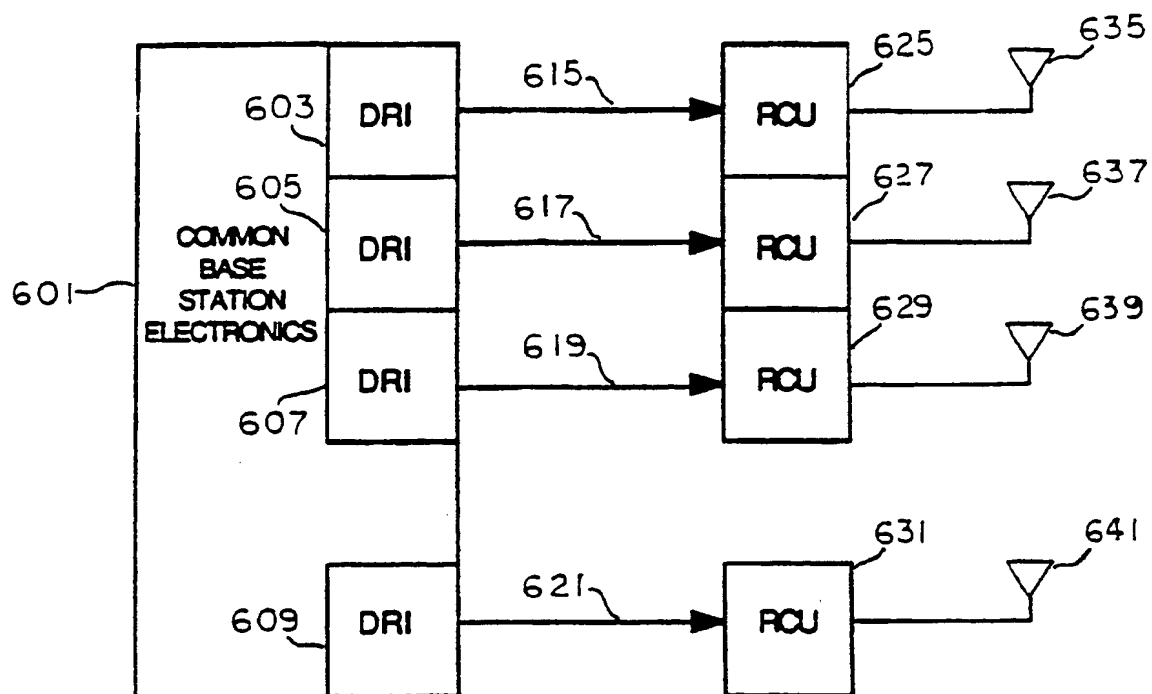 635
625
615
603
DRI
RCU
637
605
627
617
COMMON
BASE
STATION
ELECTRONICS
DRI
RCU
601
639
629
619
DRI
RCU
607
631
641
621
609
DRI
RCU